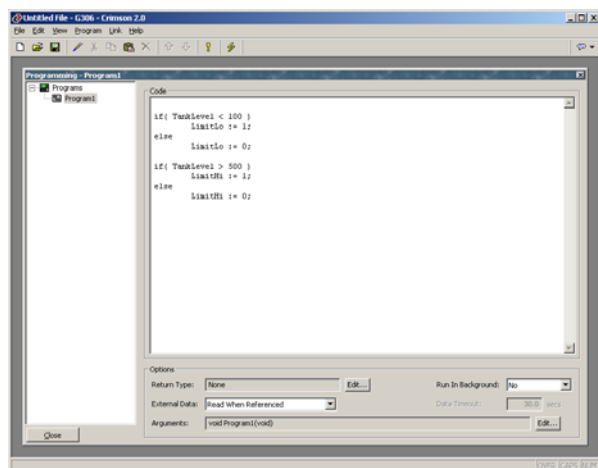 Untitled File - G306 - Crimson 2.0
File Edit View Program Link Help
Programming - Program1
Programs
Program1
Code
if( TankLevel < 100 )
LimitLo := 1;
else
LimitLo := 0;
if( TankLevel > 500 )
LimitHi := 1;
else
LimitHi := 0;
Options
Return Type: None Edit... Run In Background: No
External Data: Read When Referenced Data Timeout: 30.0 secs
Arguments: void Program1(void) Edit...
Close
OVER CAPS NUM